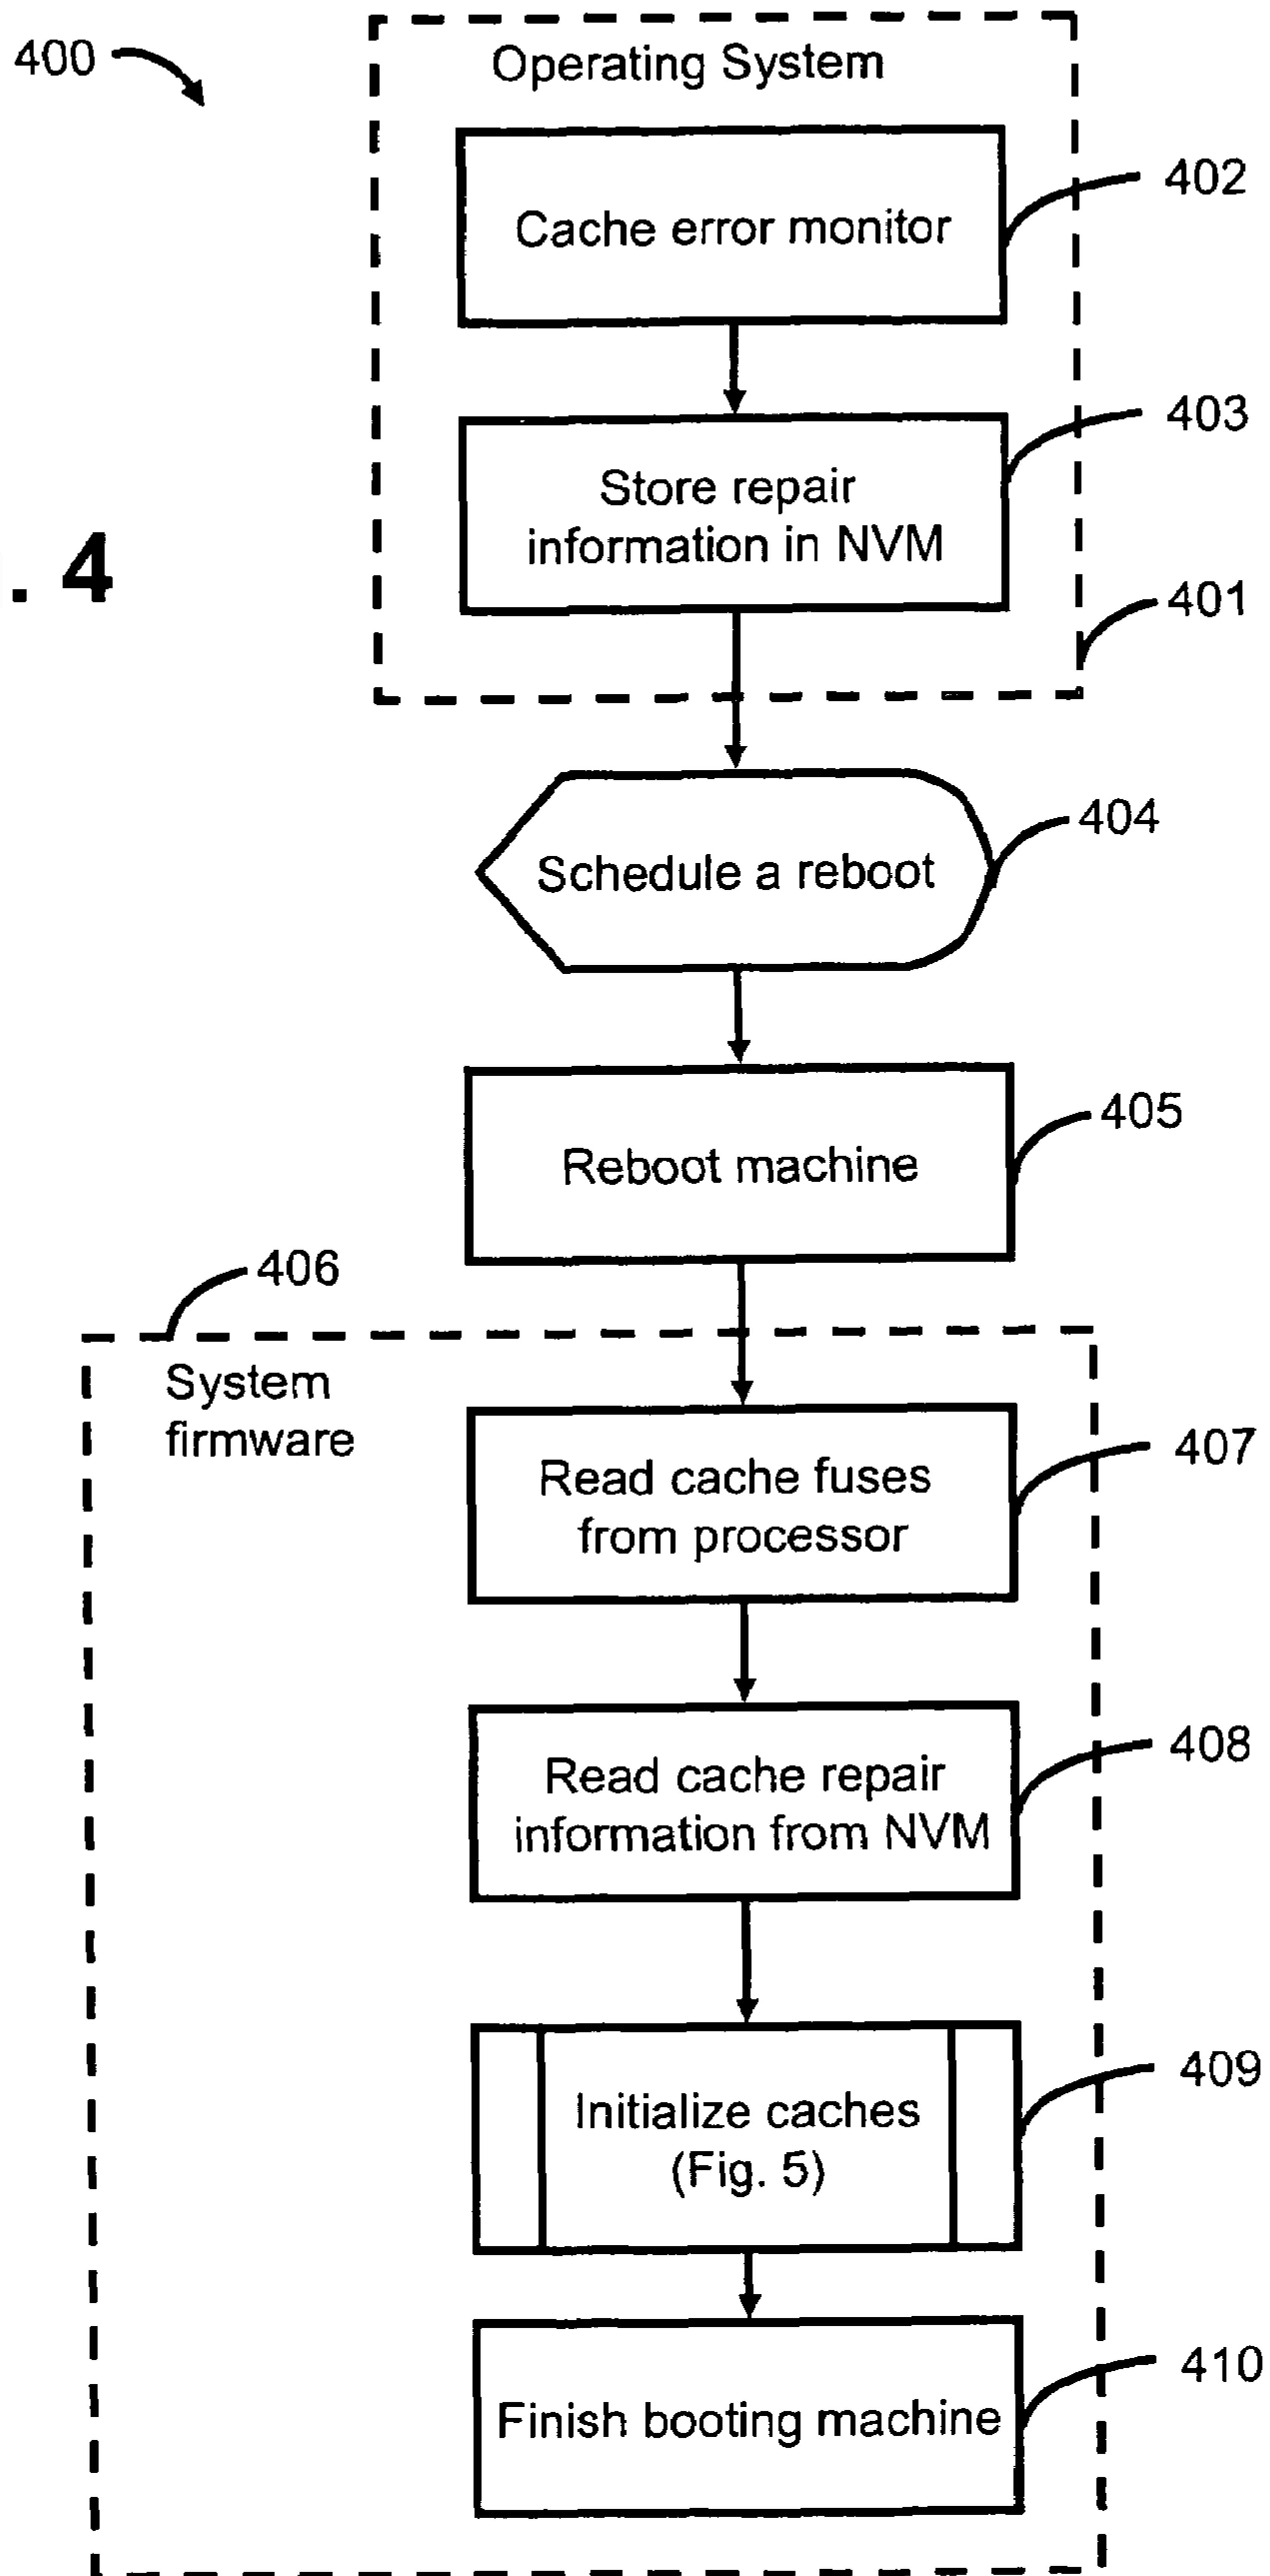 400
Operating System
Cache error monitor
402
Store repair
information in NVM
403
. 4
401
Schedule a reboot
404
Reboot machine
405
406
System
firmware
Read cache fuses
from processor
407
Read cache repair
information from NVM
408
Initialize caches
(Fig. 5)
409
Finish booting machine
410